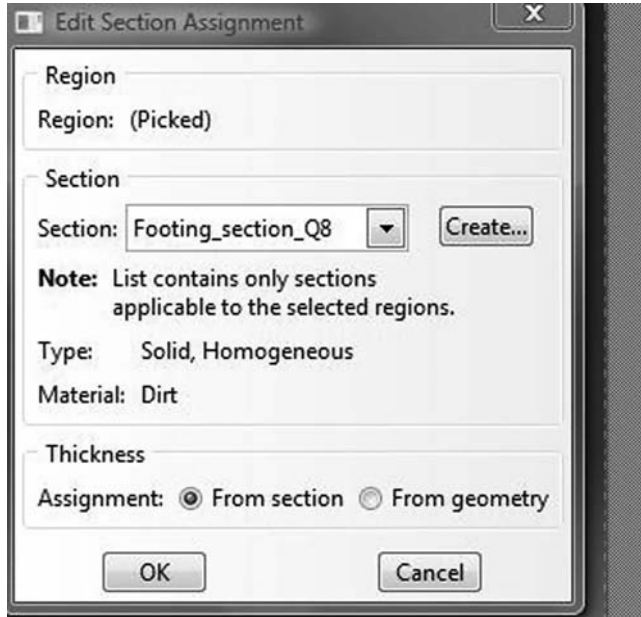 Edit Section Assignment
X
Region
Region: (Picked)
Section
Section: Footing_section_Q8 Create...
Note: List contains only sections
applicable to the selected regions.
Type: Solid, Homogeneous
Material: Dirt
Thickness
Assignment: From section From geometry
OK Cancel